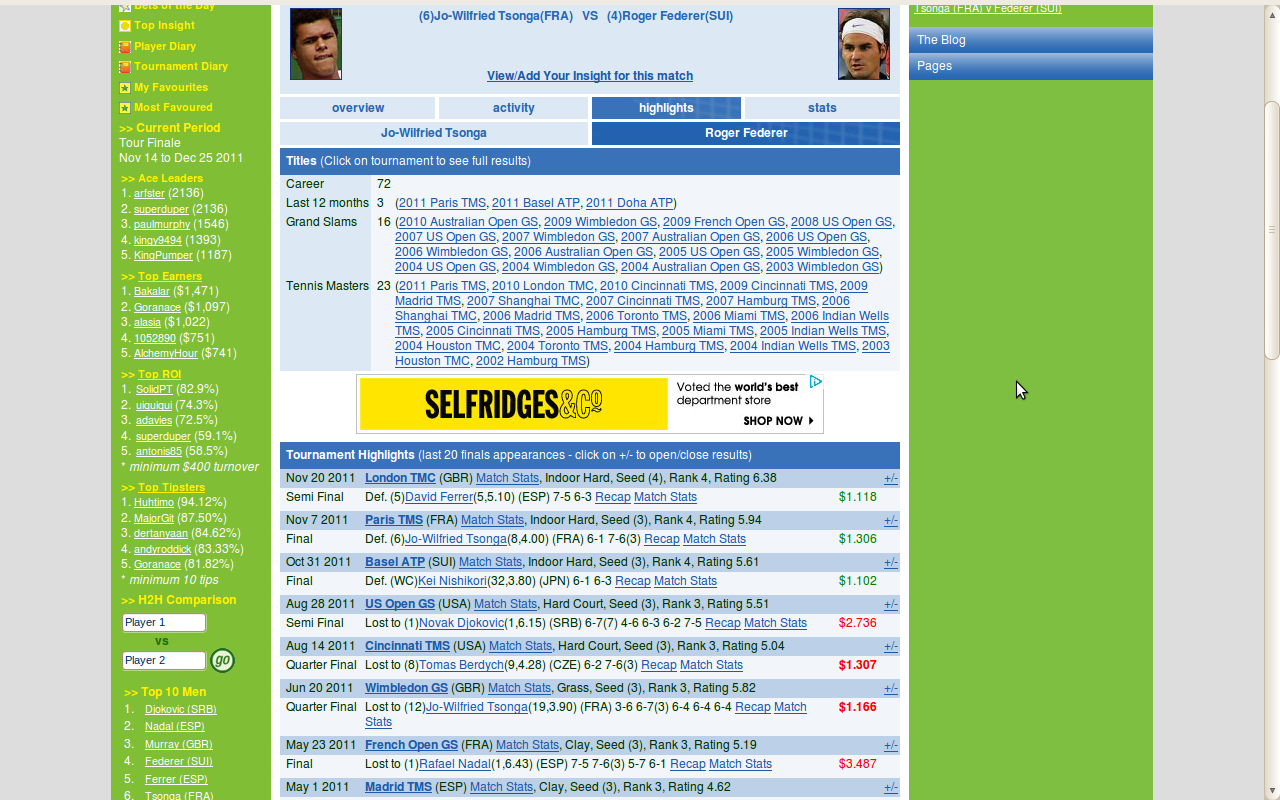 Bets of the Day
Top Insight
Player Diary
Tournament Diary
My Favourites
Most Favoured
>> Current Period
Tour Finale
Nov 14 to Dec 25 2011
>> Ace Leaders
1. arfster (2136)
2. superduper (2136)
3. paulmurphy (1546)
4. kingy9494 (1393)
5. KingPumper (1187)
>> Top Earners
1. Bakalar ($1,471)
2. Goranace ($1,097)
3. alasia ($1,022)
4. 1052890 ($751)
5. AlchemyHour ($741)
>> Top ROI
1. SolidPT (82.9%)
2. uiguigui (74.3%)
3. adavies (72.5%)
4. superduper (59.1%)
5. antonis85 (58.5%)
* minimum $400 turnover
>> Top Tipsters
1. Huhtimo (94.12%)
2. MajorGit (87.50%)
3. dertanyaan (84.62%)
4. andyroddick (83.33%)
5. Goranace (81.82%)
* minimum 10 tips
>> H2H Comparison
Player 1
vs
Player 2
go
>> Top 10 Men
1. Djokovic (SRB)
2. Nadal (ESP)
3. Murray (GBR)
4. Federer (SUI)
5. Ferrer (ESP)
6. Tsonga (FRA)
(6)Jo-Wilfried Tsonga(FRA) VS (4)Roger Federer(SUI)
View/Add Your Insight for this match
overview activity highlights stats
Jo-Wilfried Tsonga Roger Federer
Titles (Click on tournament to see full results)
Career 72
Last 12 months 3 (2011 Paris TMS, 2011 Basel ATP, 2011 Doha ATP)
Grand Slams 16 (2010 Australian Open GS, 2009 Wimbledon GS, 2009 French Open GS, 2008 US Open GS,
2007 US Open GS, 2007 Wimbledon GS, 2007 Australian Open GS, 2006 US Open GS,
2006 Wimbledon GS, 2006 Australian Open GS, 2005 US Open GS, 2005 Wimbledon GS,
2004 US Open GS, 2004 Wimbledon GS, 2004 Australian Open GS, 2003 Wimbledon GS)
Tennis Masters 23 (2011 Paris TMS, 2010 London TMC, 2010 Cincinnati TMS, 2009 Cincinnati TMS, 2009
Madrid TMS, 2007 Shanghai TMC, 2007 Cincinnati TMS, 2007 Hamburg TMS, 2006
Shanghai TMC, 2006 Madrid TMS, 2006 Toronto TMS, 2006 Miami TMS, 2006 Indian Wells
TMS, 2005 Cincinnati TMS, 2005 Hamburg TMS, 2005 Miami TMS, 2005 Indian Wells TMS,
2004 Houston TMC, 2004 Toronto TMS, 2004 Hamburg TMS, 2004 Indian Wells TMS, 2003
Houston TMC, 2002 Hamburg TMS)
SELFRIDGES&CO
Voted the world's best
department store
SHOP NOW
Tournament Highlights (last 20 finals appearances - click on +/- to open/close results)
Nov 20 2011 London TMC (GBR) Match Stats, Indoor Hard, Seed (4), Rank 4, Rating 6.38 +/-
Semi Final Def. (5)David Ferrer(5,5.10) (ESP) 7-5 6-3 Recap Match Stats $1.118
Nov 7 2011 Paris TMS (FRA) Match Stats, Indoor Hard, Seed (3), Rank 4, Rating 5.94 +/-
Final Def. (6)Jo-Wilfried Tsonga(8,4.00) (FRA) 6-1 7-6(3) Recap Match Stats $1.306
Oct 31 2011 Basel ATP (SUI) Match Stats, Indoor Hard, Seed (3), Rank 4, Rating 5.61 +/-
Final Def. (WC)Kei Nishikori(32,3.80) (JPN) 6-1 6-3 Recap Match Stats $1.102
Aug 28 2011 US Open GS (USA) Match Stats, Hard Court, Seed (3), Rank 3, Rating 5.51 +/-
Semi Final Lost to (1)Novak Djokovic(1,6.15) (SRB) 6-7(7) 4-6 6-3 6-2 7-5 Recap Match Stats $2.736
Aug 14 2011 Cincinnati TMS (USA) Match Stats, Hard Court, Seed (3), Rank 3, Rating 5.04 +/-
Quarter Final Lost to (8)Tomas Berdych(9,4.28) (CZE) 6-2 7-6(3) Recap Match Stats $1.307
Jun 20 2011 Wimbledon GS (GBR) Match Stats, Grass, Seed (3), Rank 3, Rating 5.82 +/-
Quarter Final Lost to (12)Jo-Wilfried Tsonga(19,3.90) (FRA) 3-6 6-7(3) 6-4 6-4 6-4 Recap Match $1.166
Stats
May 23 2011 French Open GS (FRA) Match Stats, Clay, Seed (3), Rank 3, Rating 5.19 +/-
Final Lost to (1)Rafael Nadal(1,6.43) (ESP) 7-5 7-6(3) 5-7 6-1 Recap Match Stats $3.487
May 1 2011 Madrid TMS (ESP) Match Stats, Clay, Seed (3), Rank 3, Rating 4.62 +/-
Tsonga (FRA) v Federer (SUI)
The Blog
Pages